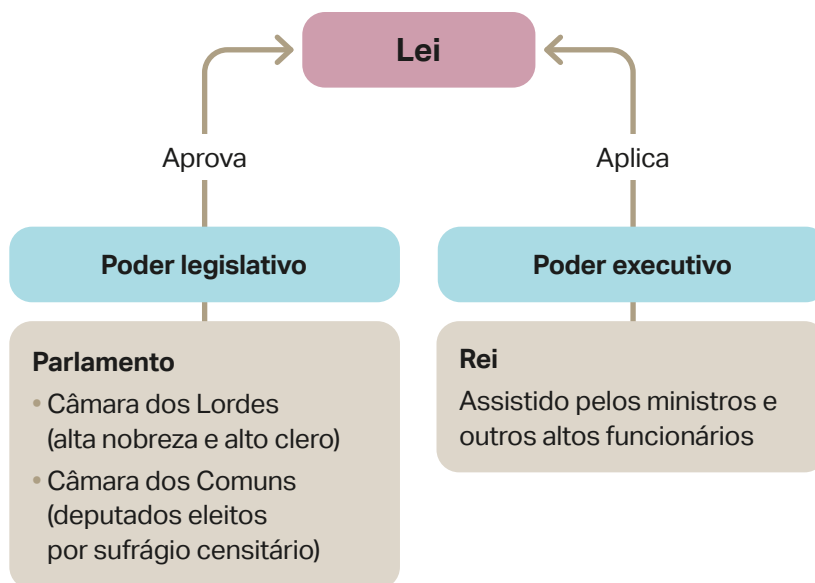 Lei
Aprova
Aplica
Poder legislativo
Poder executivo
Parlamento
• Câmara dos Lordes
(alta nobreza e alto clero)
• Câmara dos Comuns
(deputados eleitos
por sufrágio censitário)
Rei
Assistido pelos ministros e
outros altos funcionários